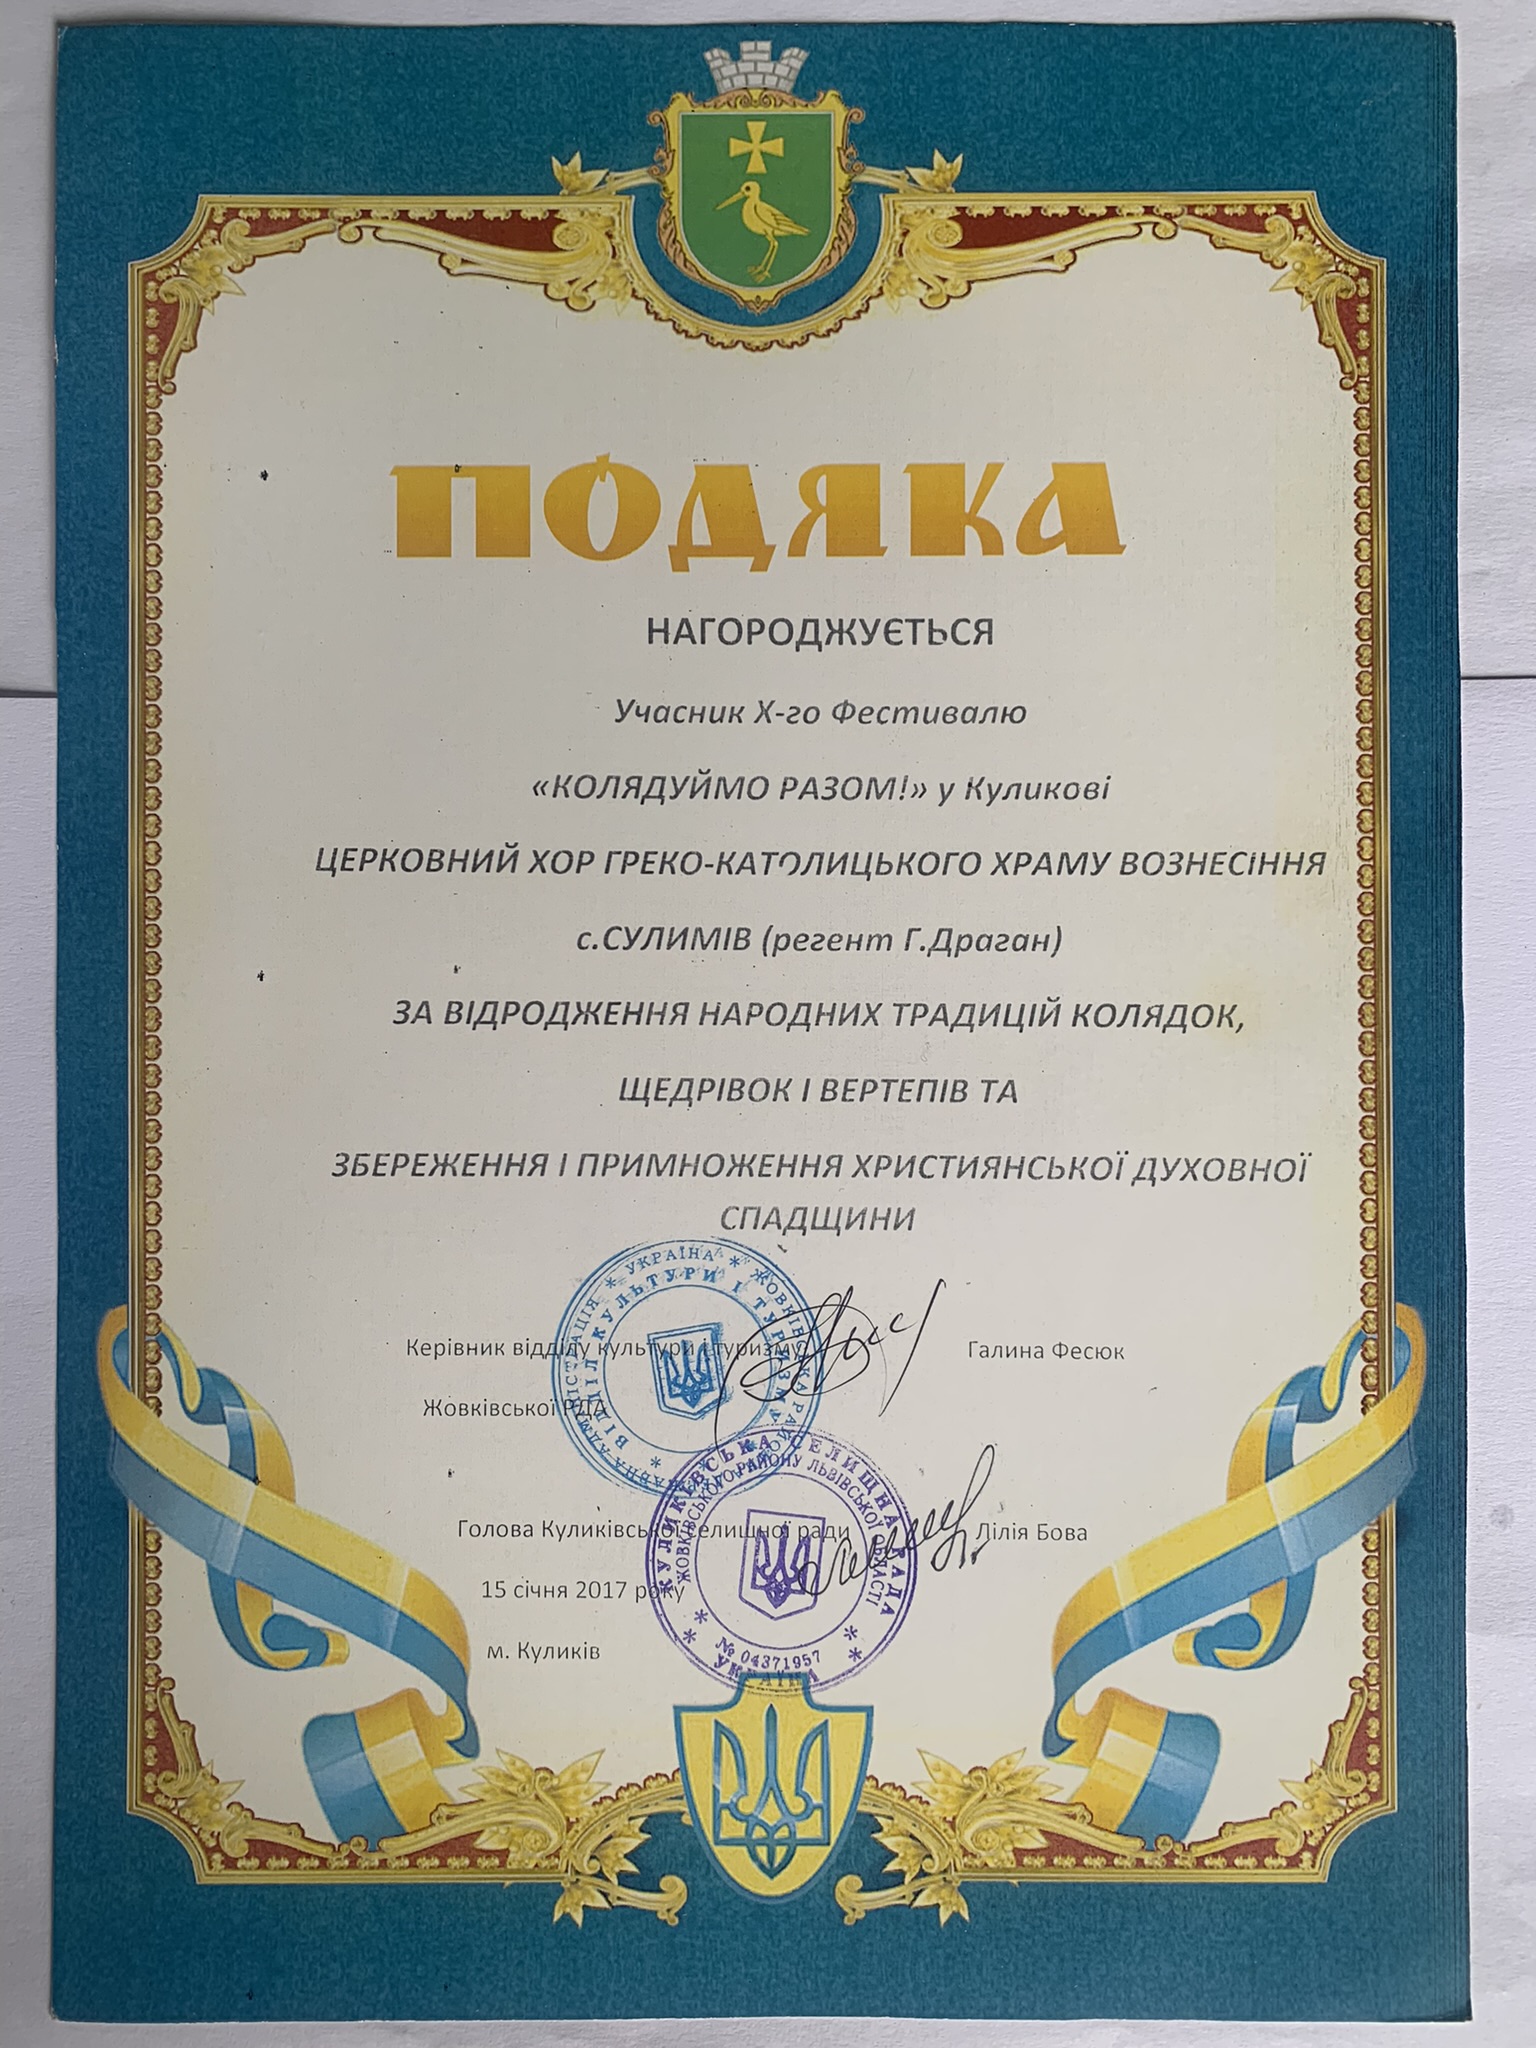 ПОДЯКА
НАГОРОДЖУЄТЬСЯ
Учасник Х-го Фестивалю
«КОЛЯДУЙМО РАЗОМ!» у Куликові
ЦЕРКОВНИЙ ХОР ГРЕКО-КАТОЛИЦЬКОГО ХРАМУ ВОЗНЕСІННЯ
с.СУЛИМІВ (регент Г.Драган)
ЗА ВІДРОДЖЕННЯ НАРОДНИХ ТРАДИЦІЙ КОЛЯДОК,
ЩЕДРІВОК І ВЕРТЕПІВ ТА
ЗБЕРЕЖЕННЯ І ПРИМНОЖЕННЯ ХРИСТИЯНСЬКОЇ ДУХОВНОЇ
СПАДЩИНИ
УКРАЇНА * ЖОВКІВСЬКА РАЙОННА ДЕРЖАВНА АДМІНІСТРАЦІЯ *
ВІДДІЛ КУЛЬТУРИ І ТУРИЗМУ
Керівник відділу культури і туризму Галина Фесюк
Жовківської РДА
КУЛИКІВСЬКА СЕЛИЩНА РАДА
ЖОВКІВСЬКОГО РАЙОНУ ЛЬВІВСЬКОЇ ОБЛАСТІ
Голова Куликівської селищної ради Лілія Бова
15 січня 2017 року
м. Куликів
№ 04371957
УКРАЇНА